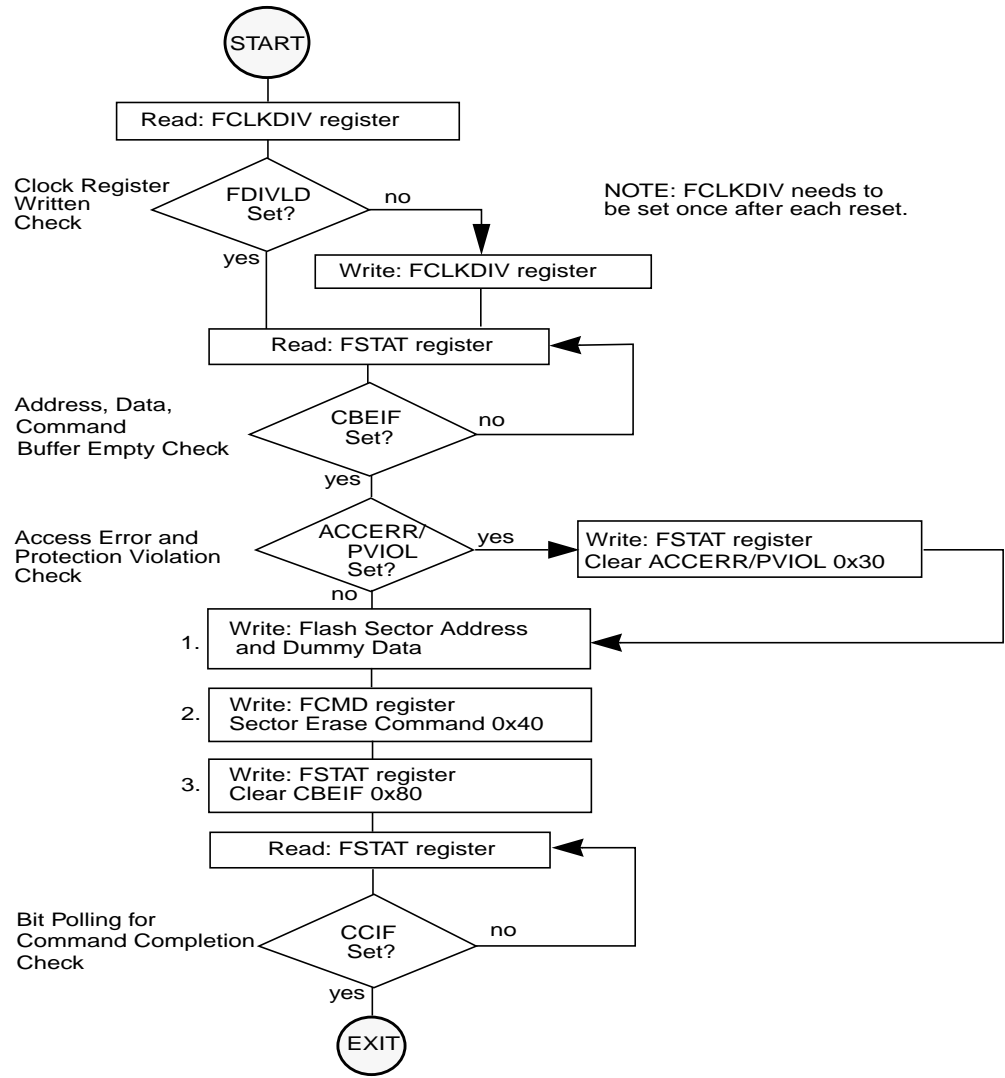 START
Read: FCLKDIV register
Clock Register
Written
Check
FDIVLD
Set?
no
yes
NOTE: FCLKDIV needs to
be set once after each reset.
Write: FCLKDIV register
Read: FSTAT register
Address, Data,
Command
Buffer Empty Check
CBEIF
Set?
no
yes
Access Error and
Protection Violation
Check
ACCERR/
PVIOL
Set?
yes
no
Write: FSTAT register
Clear ACCERR/PVIOL 0x30
1.
Write: Flash Sector Address
and Dummy Data
2.
Write: FCMD register
Sector Erase Command 0x40
3.
Write: FSTAT register
Clear CBEIF 0x80
Read: FSTAT register
Bit Polling for
Command Completion
Check
CCIF
Set?
no
yes
EXIT